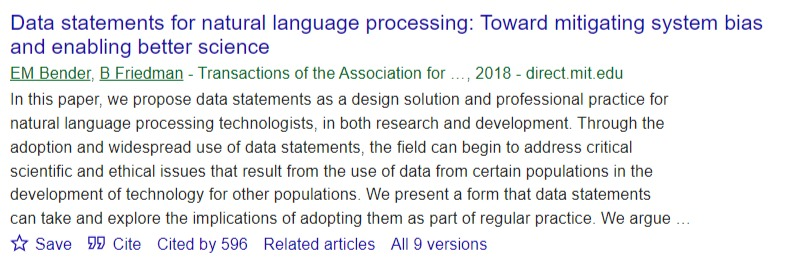 Data statements for natural language processing: Toward mitigating system bias
and enabling better science
EM Bender, B Friedman - Transactions of the Association for …, 2018 - direct.mit.edu
In this paper, we propose data statements as a design solution and professional practice for
natural language processing technologists, in both research and development. Through the
adoption and widespread use of data statements, the field can begin to address critical
scientific and ethical issues that result from the use of data from certain populations in the
development of technology for other populations. We present a form that data statements
can take and explore the implications of adopting them as part of regular practice. We argue …
Save Cite Cited by 596 Related articles All 9 versions